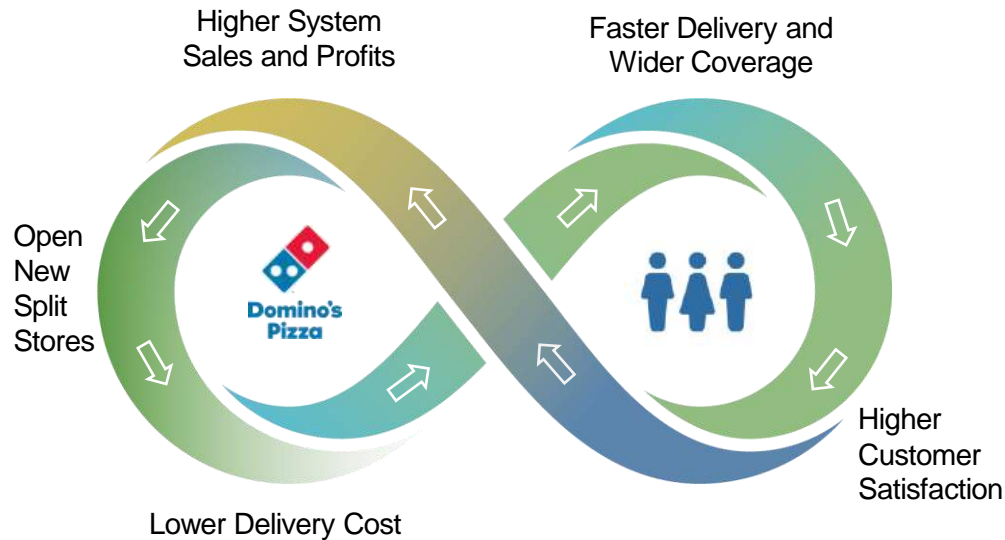 Higher System
Sales and Profits
Faster Delivery and
Wider Coverage
Open
New
Split
Stores
Domino's
Pizza
Higher
Customer
Satisfaction
Lower Delivery Cost